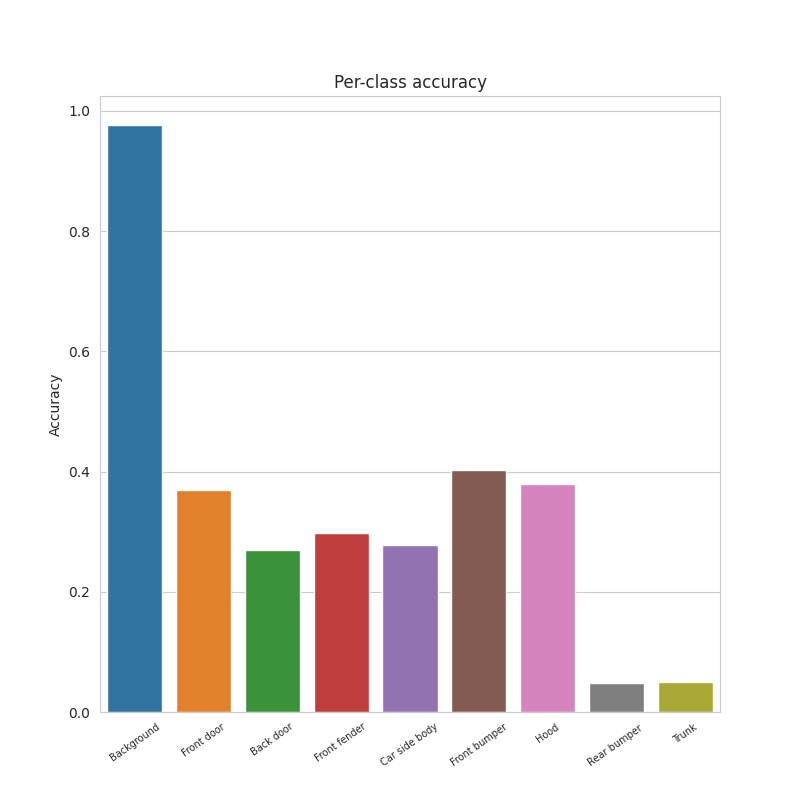 Per-class accuracy
1.0
0.8
0.6
0.4
0.2
0.0
Accuracy
Background
Front door
Back door
Front fender
Car side body
Front bumper
Hood
Rear bumper
Trunk